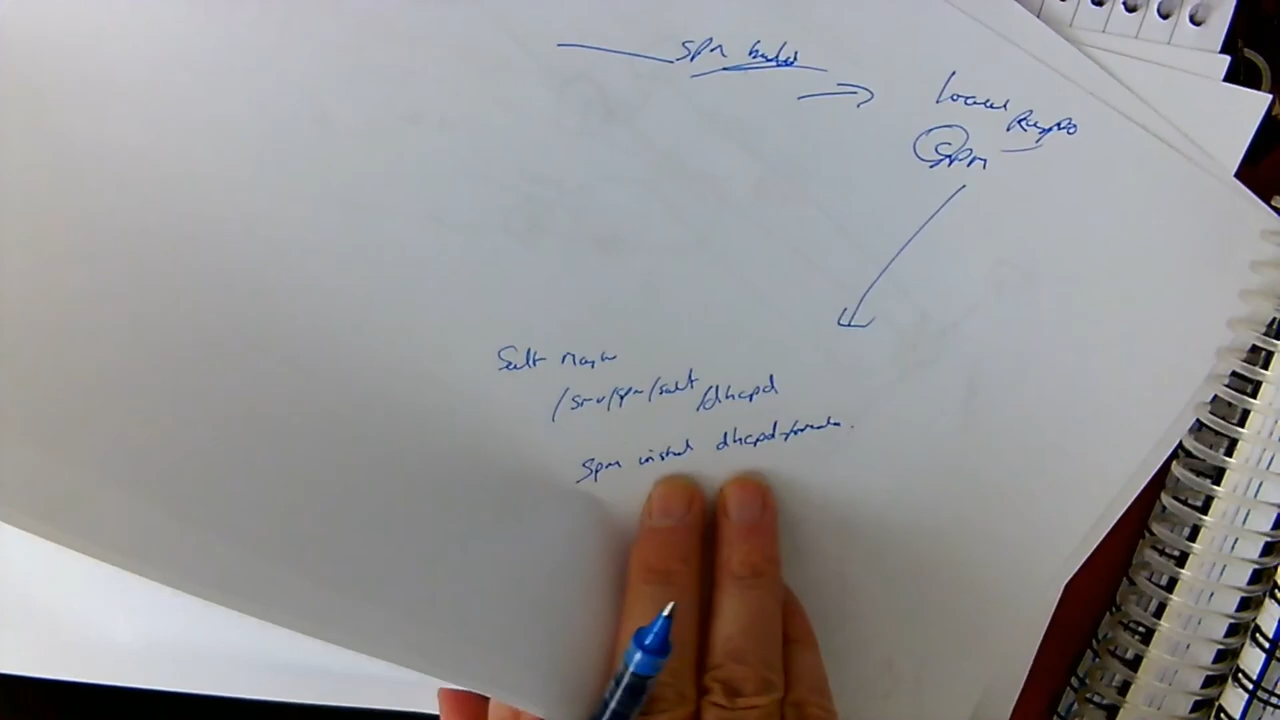 spm build
local Repo
spm
Salt Master
/srv/spm/salt/dhcpd
spm install dhcpd-formula.